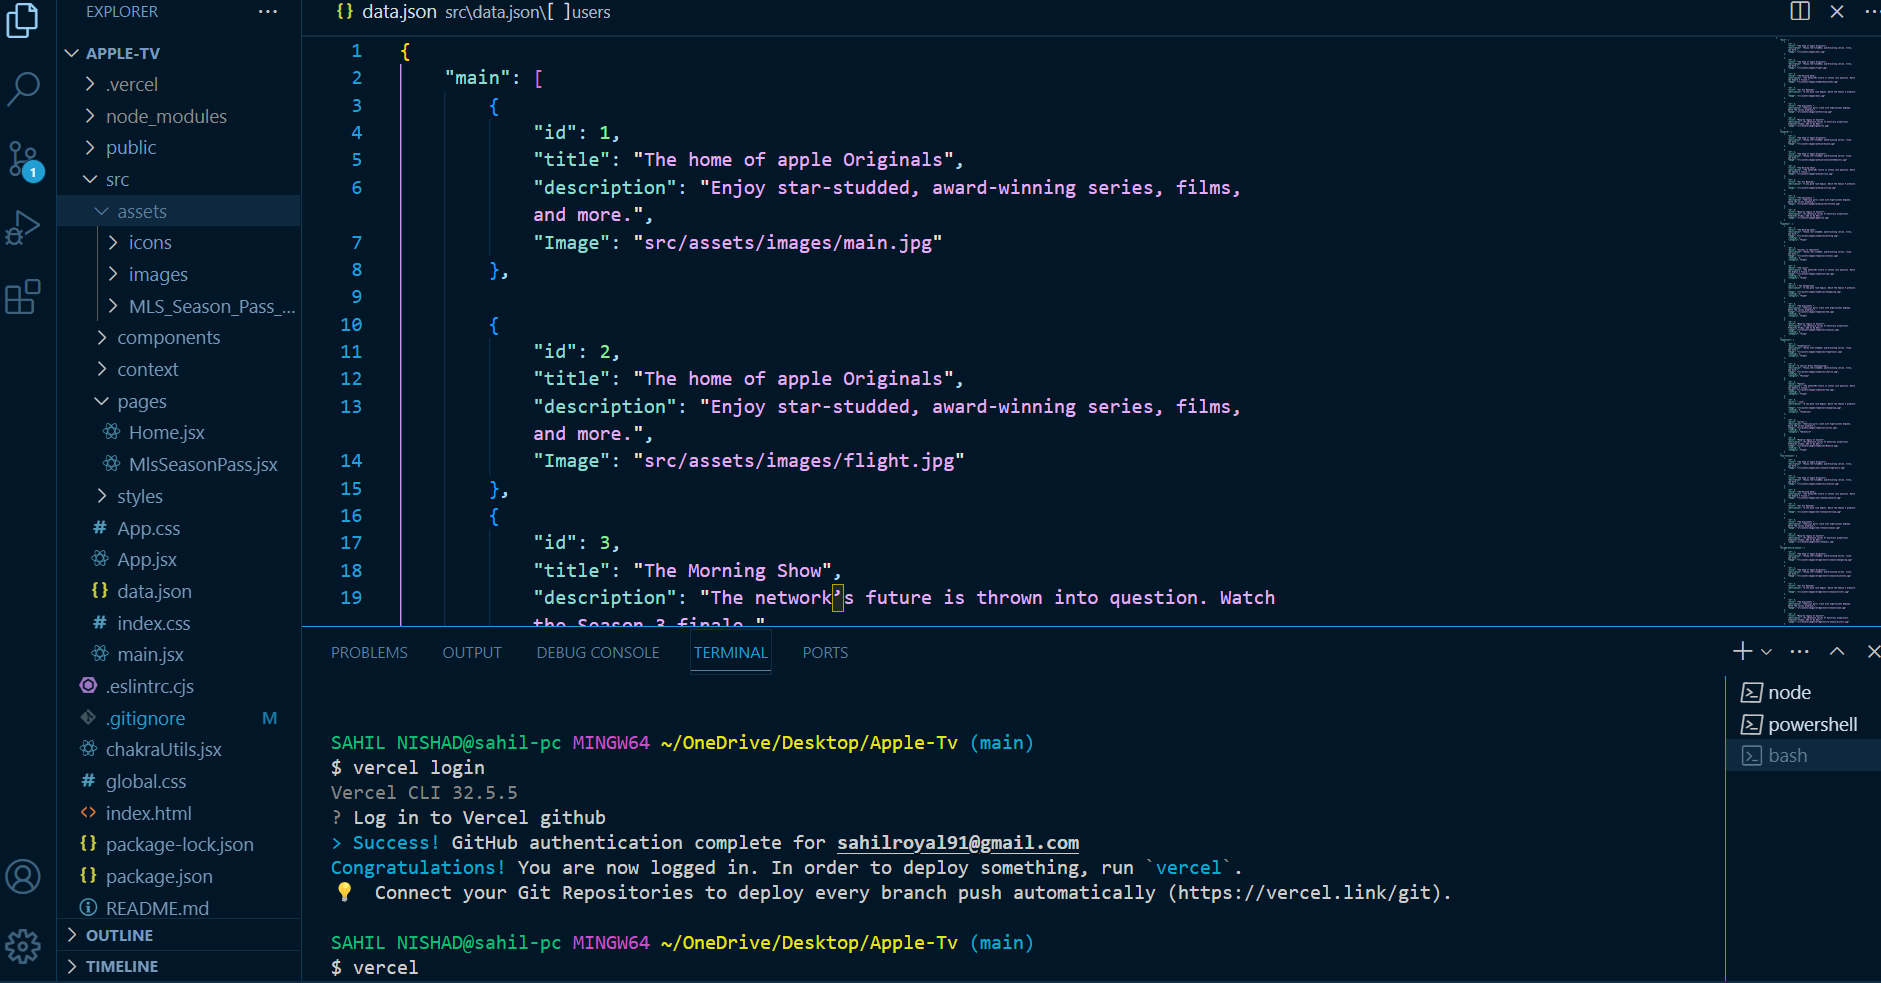 EXPLORER
APPLE-TV
.vercel
node_modules
public
src
assets
icons
images
MLS_Season_Pass_...
components
context
pages
Home.jsx
MlsSeasonPass.jsx
styles
# App.css
App.jsx
{} data.json
# index.css
main.jsx
.eslintrc.cjs
.gitignore M
chakraUtils.jsx
# global.css
<> index.html
{} package-lock.json
{} package.json
README.md
OUTLINE
TIMELINE
1
{} data.json src\data.json\[ ]users
1 {
2 "main": [
3 {
4 "id": 1,
5 "title": "The home of apple Originals",
6 "description": "Enjoy star-studded, award-winning series, films,
and more.",
7 "Image": "src/assets/images/main.jpg"
8 },
9
10 {
11 "id": 2,
12 "title": "The home of apple Originals",
13 "description": "Enjoy star-studded, award-winning series, films,
and more.",
14 "Image": "src/assets/images/flight.jpg"
15 },
16 {
17 "id": 3,
18 "title": "The Morning Show",
19 "description": "The network’s future is thrown into question. Watch
the Season 3 finale."
PROBLEMS OUTPUT DEBUG CONSOLE TERMINAL PORTS
SAHIL NISHAD@sahil-pc MINGW64 ~/OneDrive/Desktop/Apple-Tv (main)
$ vercel login
Vercel CLI 32.5.5
? Log in to Vercel github
> Success! GitHub authentication complete for sahilroyal91@gmail.com
Congratulations! You are now logged in. In order to deploy something, run `vercel`.
💡 Connect your Git Repositories to deploy every branch push automatically (https://vercel.link/git).
SAHIL NISHAD@sahil-pc MINGW64 ~/OneDrive/Desktop/Apple-Tv (main)
$ vercel
node
powershell
bash